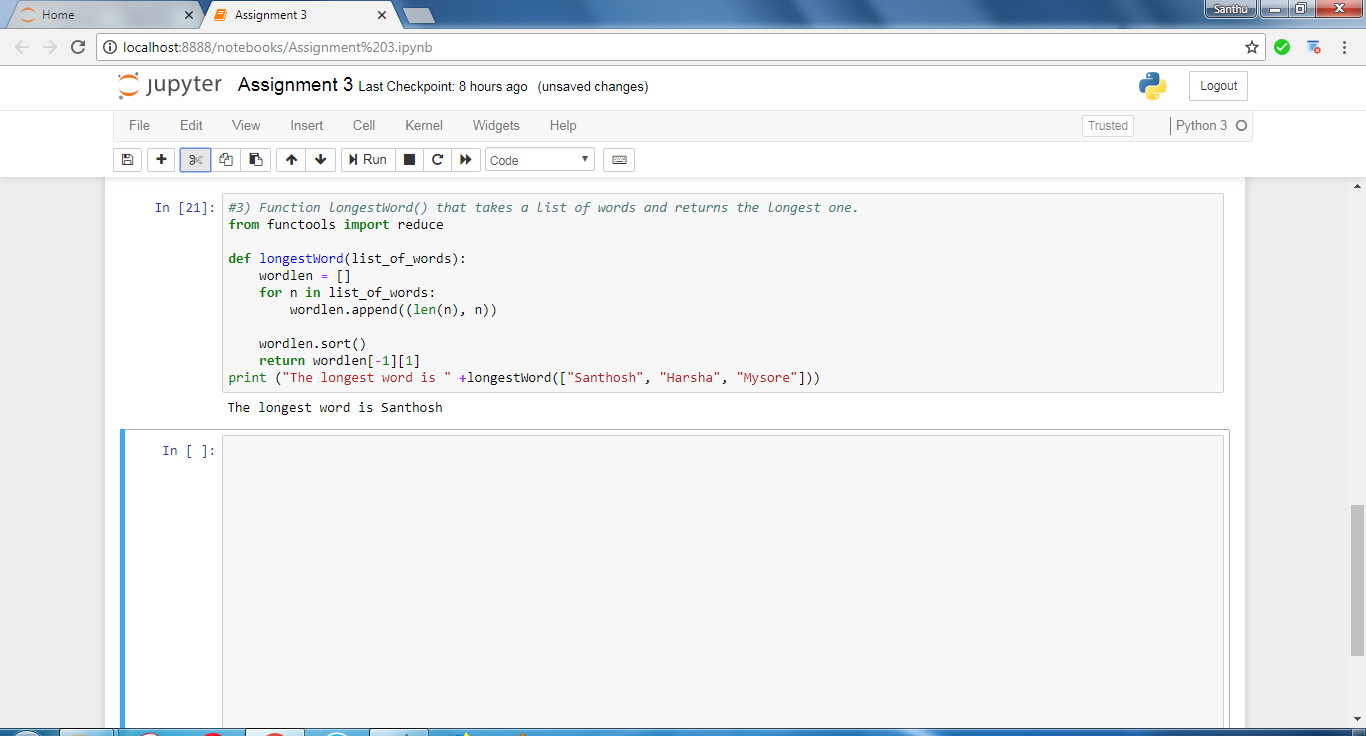 Home
Assignment 3
Santhu
localhost:8888/notebooks/Assignment%203.ipynb
jupyter Assignment 3 Last Checkpoint: 8 hours ago (unsaved changes)
Logout
File Edit View Insert Cell Kernel Widgets Help
Trusted
Python 3
Run
Code
In [21]:
#3) Function longestWord() that takes a list of words and returns the longest one.
from functools import reduce
def longestWord(list_of_words):
    wordlen = []
    for n in list_of_words:
        wordlen.append((len(n), n))
    wordlen.sort()
    return wordlen[-1][1]
print ("The longest word is " +longestWord(["Santhosh", "Harsha", "Mysore"]))
The longest word is Santhosh
In [ ]: